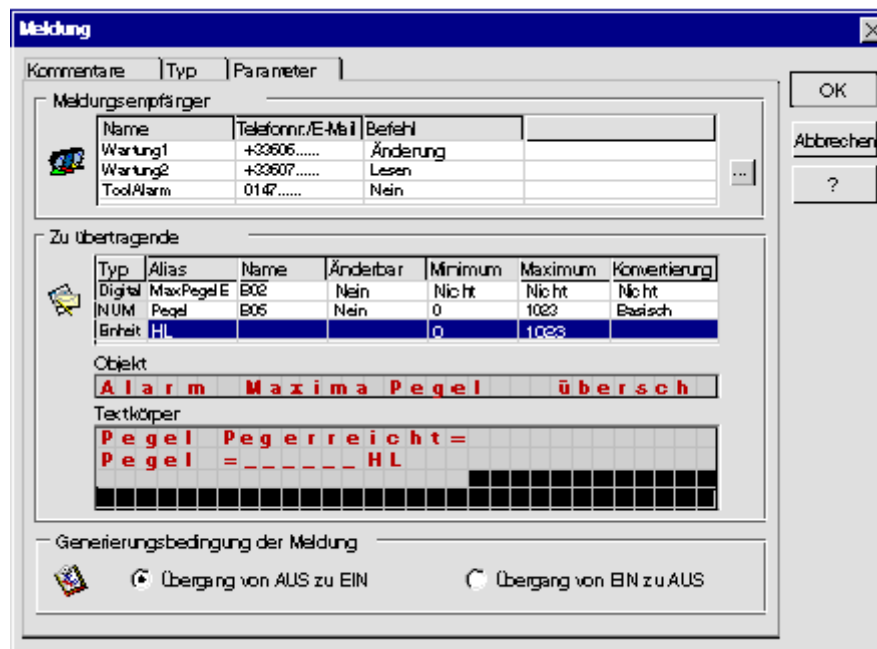 Meldung
Kommentare Typ Parameter
OK
Abbrechen
?
Meldungsempfänger
Name Telefonnr./E-Mail Befehl
Wartung1 +33606...... Änderung
Wartung2 +33607...... Lesen
ToolAlarm 0147...... Nein
...
Zu übertragende
Typ Alias Name Änderbar Minimum Maximum Konvertierung
Digital MaxPegelE B02 Nein Nicht Nicht Nicht
NUM Pegel B05 Nein 0 1023 Basisch
Einheit HL 0 1023
Objekt
Alarm Maxima Pegel übersch
Textkörper
Pegel Pegerreicht=
Pegel =______HL
Generierungsbedingung der Meldung
Übergang von AUS zu EIN Übergang von EIN zu AUS